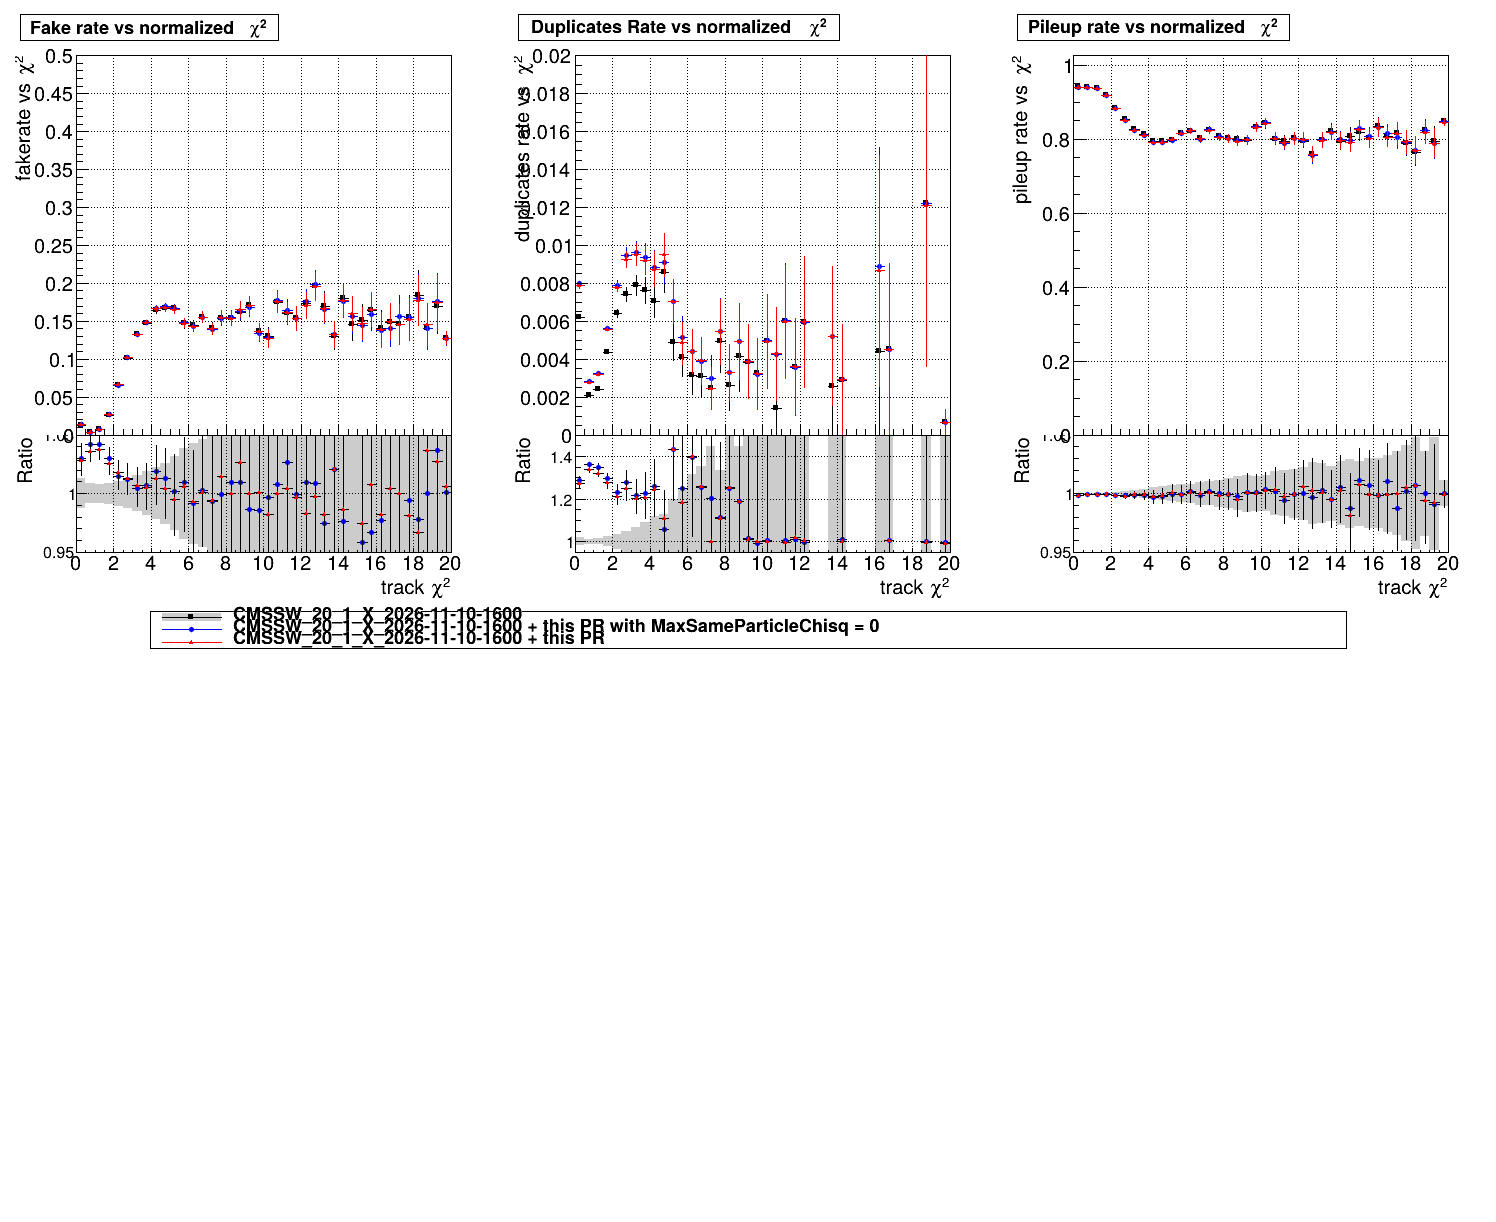 Fake rate vs normalized χ²
Duplicates Rate vs normalized χ²
Pileup rate vs normalized χ²
fakerate vs χ²
0.5
0.45
0.4
0.35
0.3
0.25
0.2
0.15
0.1
0.05
0
Ratio
1
0.95
0 2 4 6 8 10 12 14 16 18 20
track χ²
duplicates rate vs χ²
0.02
0.018
0.016
0.014
0.012
0.01
0.008
0.006
0.004
0.002
0
Ratio
1.4
1.2
1
0 2 4 6 8 10 12 14 16 18 20
track χ²
pileup rate vs χ²
1
0.8
0.6
0.4
0.2
0
Ratio
1
0.95
0 2 4 6 8 10 12 14 16 18 20
track χ²
CMSSW_20_1_X_2026-11-10-1600
CMSSW_20_1_X_2026-11-10-1600 + this PR with MaxSameParticleChisq = 0
CMSSW_20_1_X_2026-11-10-1600 + this PR